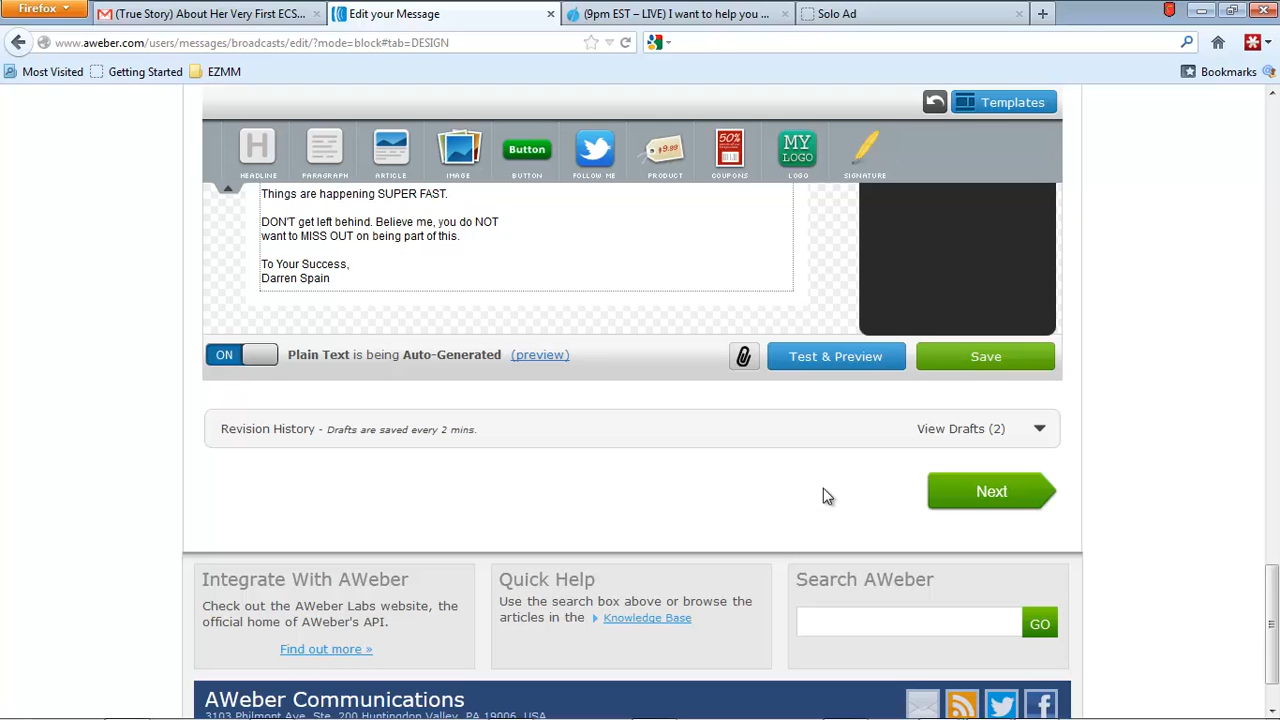 Firefox
(True Story) About Her Very First ECS...
Edit your Message
(9pm EST – LIVE) I want to help you ...
Solo Ad
www.aweber.com/users/messages/broadcasts/edit/?mode=block#tab=DESIGN
Most Visited
Getting Started
EZMM
Bookmarks
Templates
H
Button
$9.99
50%
MY LOGO
HEADLINE
PARAGRAPH
ARTICLE
IMAGE
BUTTON
FOLLOW ME
PRODUCT
COUPONS
LOGO
SIGNATURE
Things are happening SUPER FAST.
DON'T get left behind. Believe me, you do NOT
want to MISS OUT on being part of this.
To Your Success,
Darren Spain
ON
Plain Text is being Auto-Generated (preview)
Test & Preview
Save
Revision History - Drafts are saved every 2 mins.
View Drafts (2)
Next
Integrate With AWeber
Check out the AWeber Labs website, the
official home of AWeber's API.
Find out more »
Quick Help
Use the search box above or browse the
articles in the Knowledge Base
Search AWeber
GO
AWeber Communications
3103 Philmont Ave, Ste. 200 Huntingdon Valley, PA 19006, USA